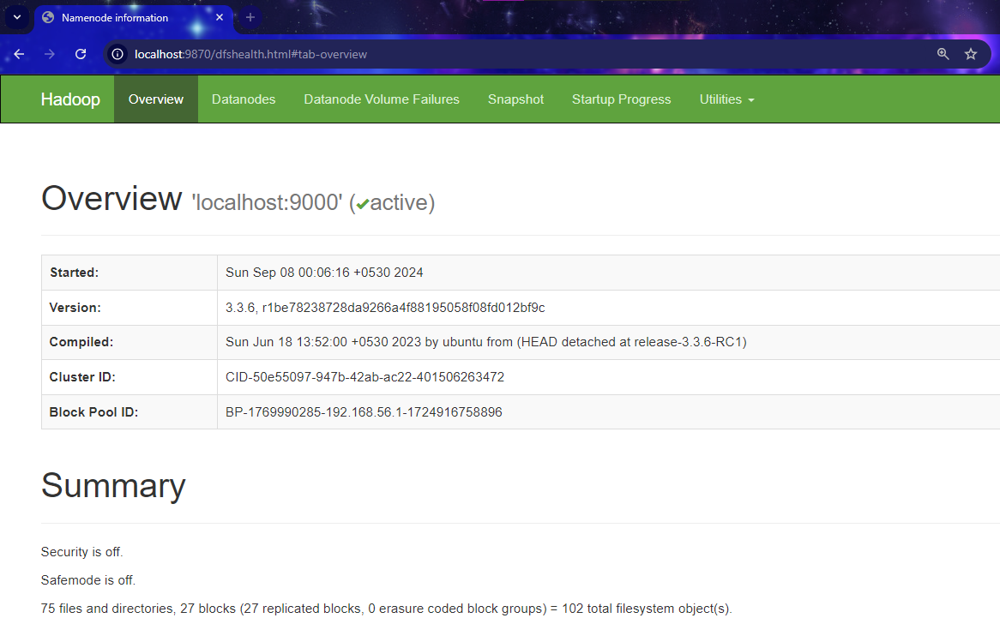 Namenode information
localhost:9870/dfshealth.html#tab-overview
Hadoop Overview Datanodes Datanode Volume Failures Snapshot Startup Progress Utilities
Overview 'localhost:9000' (✔active)
Started: Sun Sep 08 00:06:16 +0530 2024
Version: 3.3.6, r1be78238728da9266a4f88195058f08fd012bf9c
Compiled: Sun Jun 18 13:52:00 +0530 2023 by ubuntu from (HEAD detached at release-3.3.6-RC1)
Cluster ID: CID-50e55097-947b-42ab-ac22-401506263472
Block Pool ID: BP-1769990285-192.168.56.1-1724916758896
Summary
Security is off.
Safemode is off.
75 files and directories, 27 blocks (27 replicated blocks, 0 erasure coded block groups) = 102 total filesystem object(s).